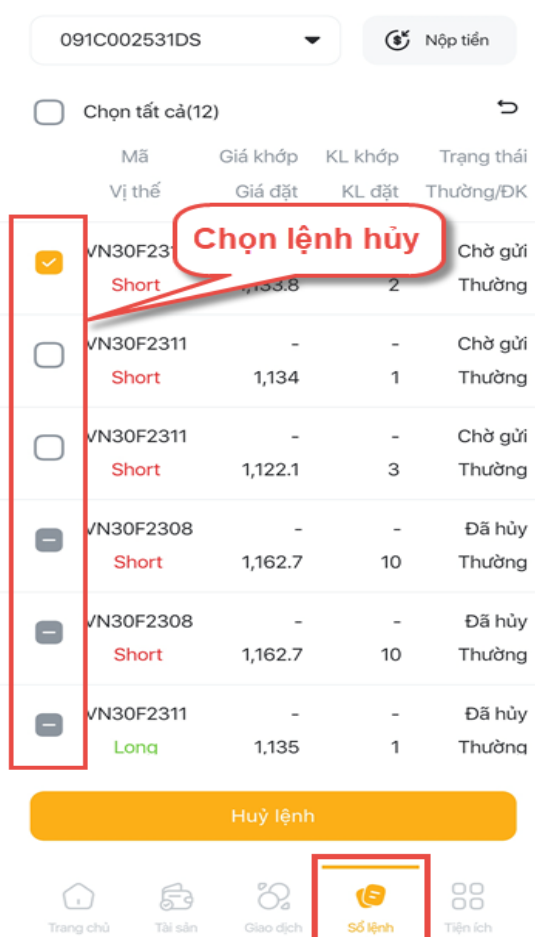 091C002531DS
Nộp tiền
Chọn tất cả(12)
Mã Giá khớp KL khớp Trạng thái
Vị thế Giá đặt KL đặt Thường/ĐK
Chọn lệnh hủy
VN30F23 Chờ gửi
Short 1,133.8 2 Thường
VN30F2311 - - Chờ gửi
Short 1,134 1 Thường
VN30F2311 - - Chờ gửi
Short 1,122.1 3 Thường
VN30F2308 - - Đã hủy
Short 1,162.7 10 Thường
VN30F2308 - - Đã hủy
Short 1,162.7 10 Thường
VN30F2311 - - Đã hủy
Long 1,135 1 Thường
Huỷ lệnh
Trang chủ Tài sản Giao dịch Sổ lệnh Tiện ích